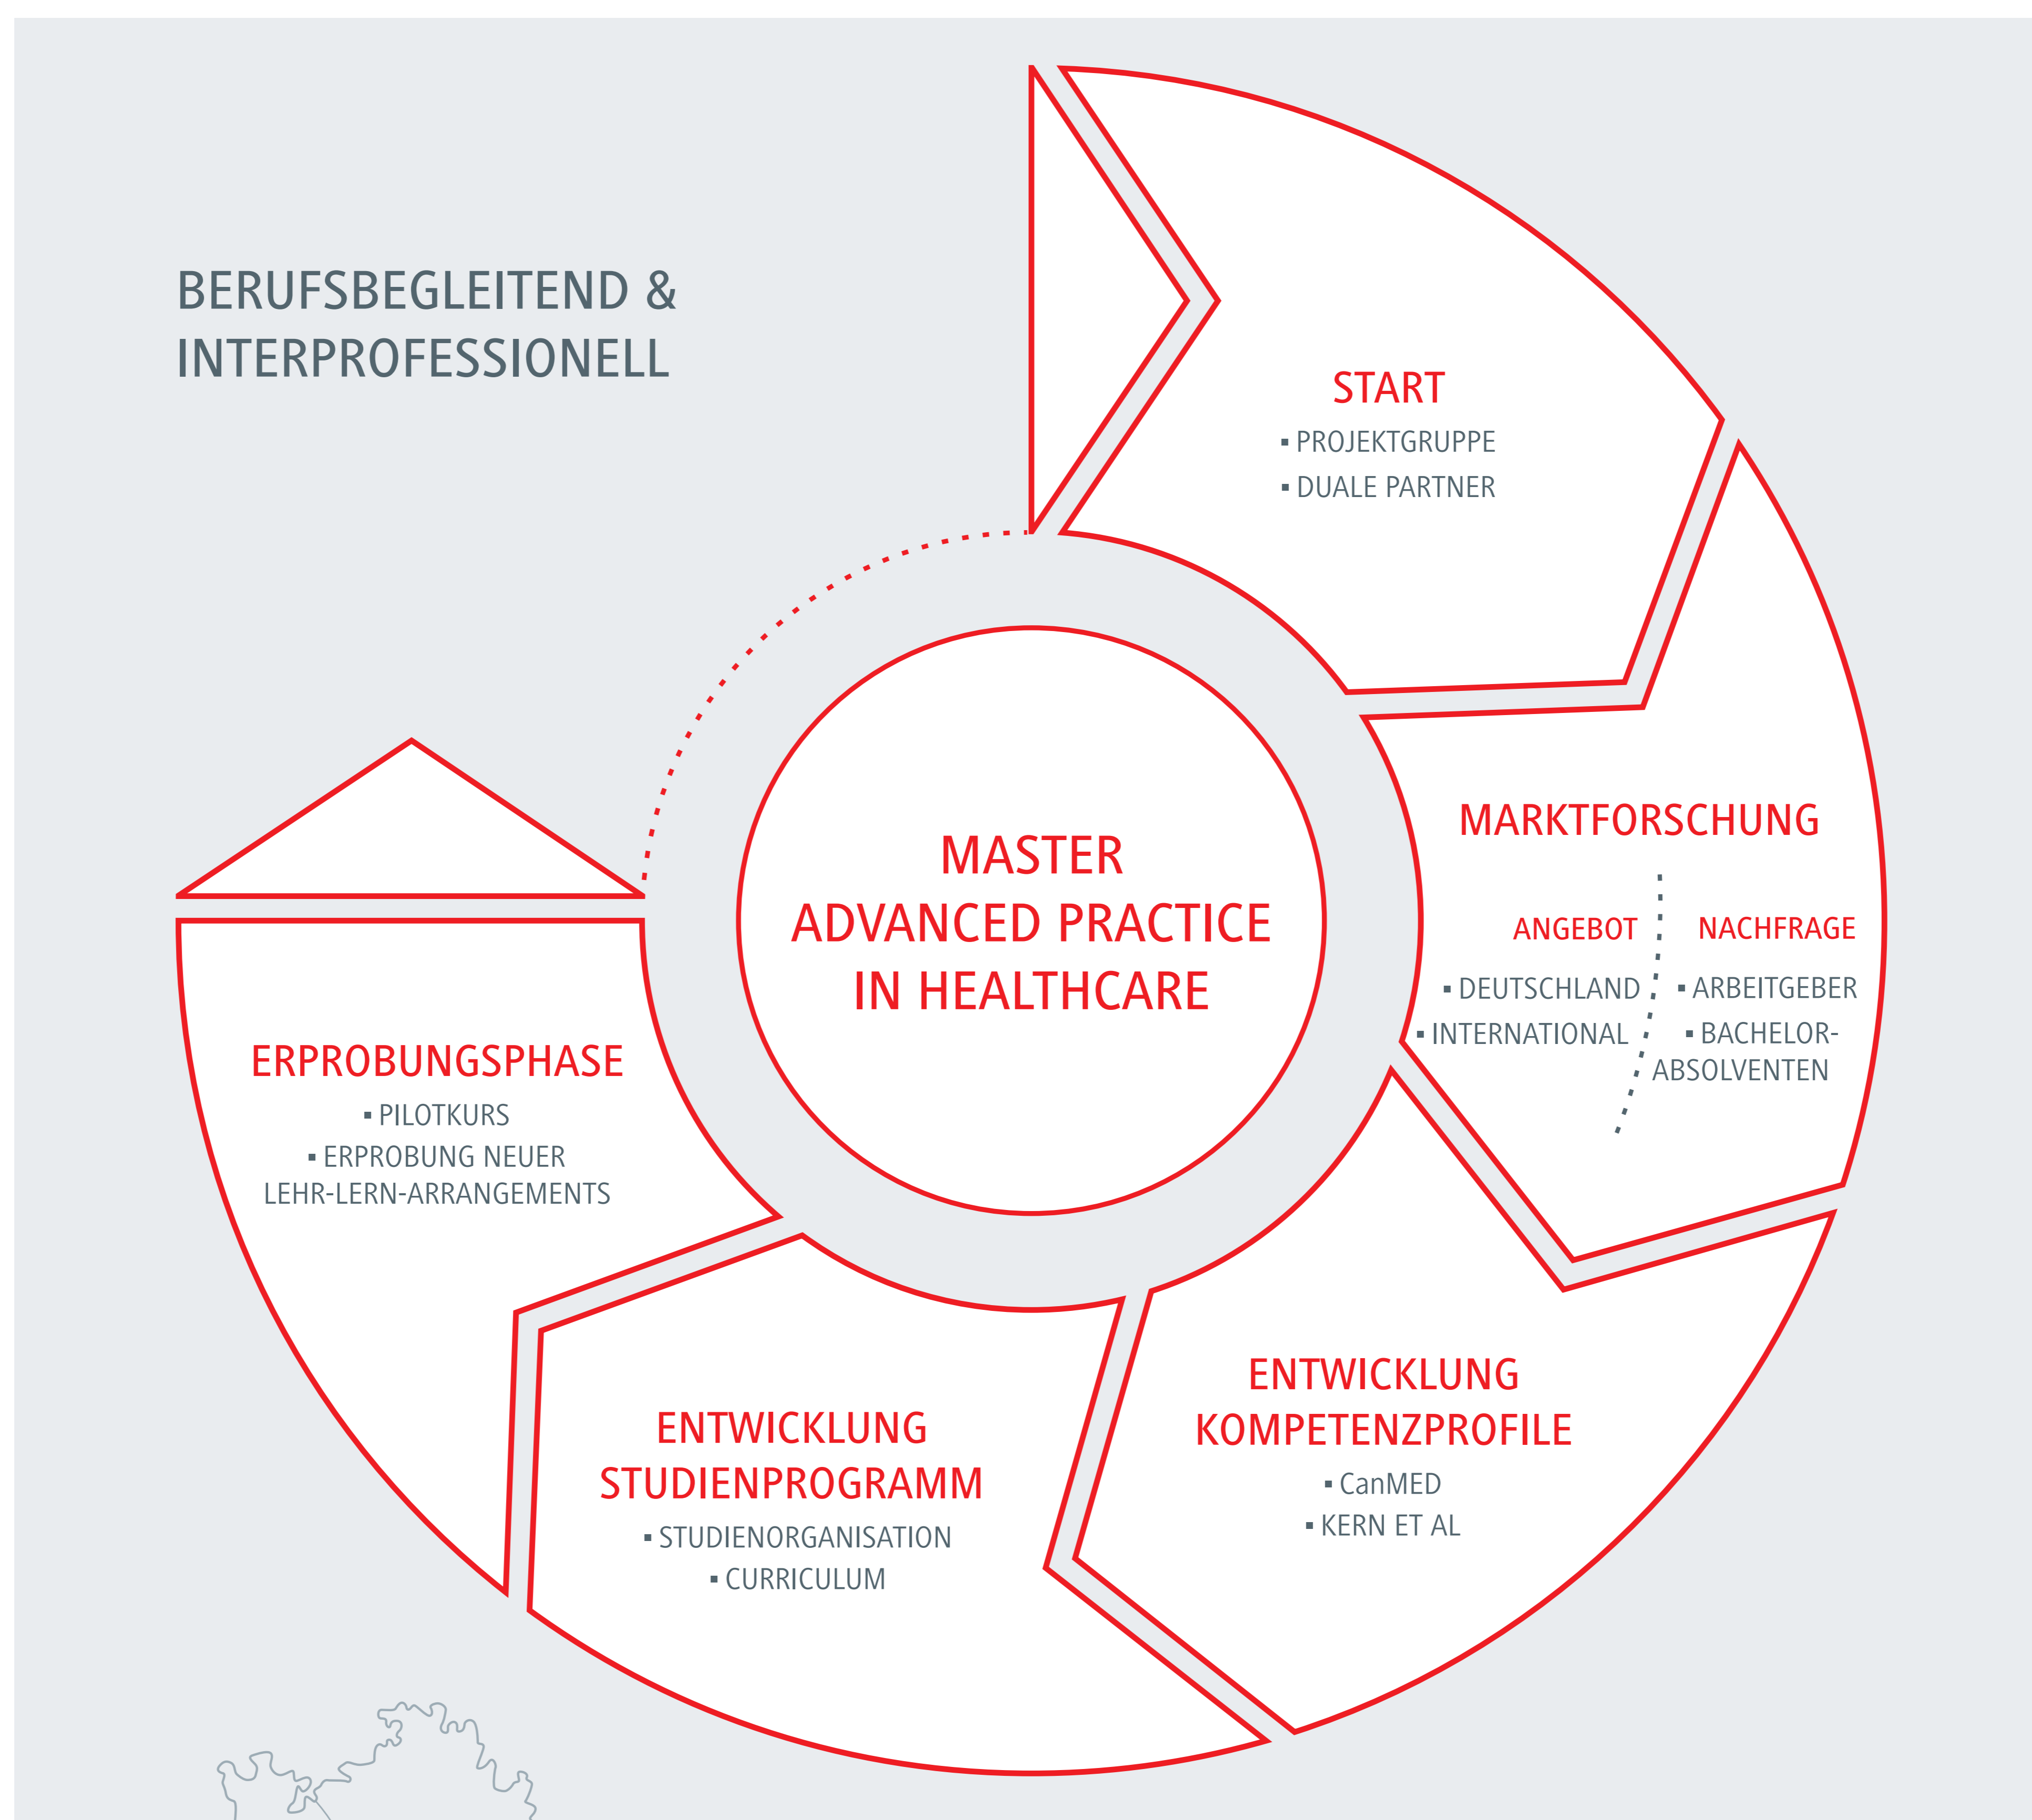 BERUFSBEGLEITEND &
INTERPROFESSIONELL
START
▪ PROJEKTGRUPPE
▪ DUALE PARTNER
MARKTFORSCHUNG
ANGEBOT
▪ DEUTSCHLAND
▪ INTERNATIONAL
NACHFRAGE
▪ ARBEITGEBER
▪ BACHELOR-
ABSOLVENTEN
ENTWICKLUNG
KOMPETENZPROFILE
▪ CanMED
▪ KERN ET AL
ENTWICKLUNG
STUDIENPROGRAMM
▪ STUDIENORGANISATION
▪ CURRICULUM
ERPROBUNGSPHASE
▪ PILOTKURS
▪ ERPROBUNG NEUER
LEHR-LERN-ARRANGEMENTS
MASTER
ADVANCED PRACTICE
IN HEALTHCARE